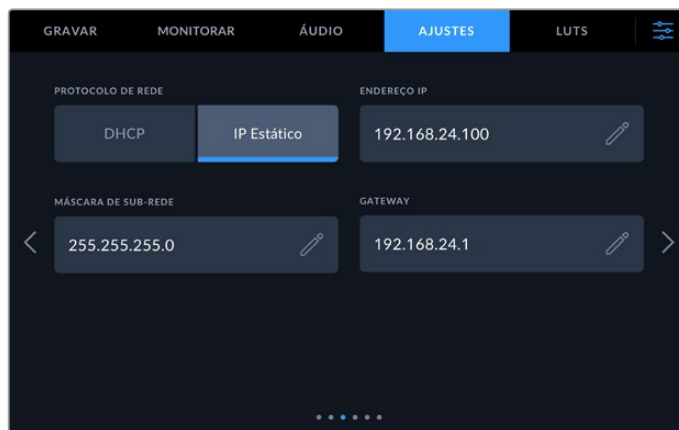 GRAVAR MONITORAR ÁUDIO AJUSTES LUTS
PROTOCOLO DE REDE ENDEREÇO IP
DHCP IP Estático 192.168.24.100
MÁSCARA DE SUB-REDE GATEWAY
255.255.255.0 192.168.24.1